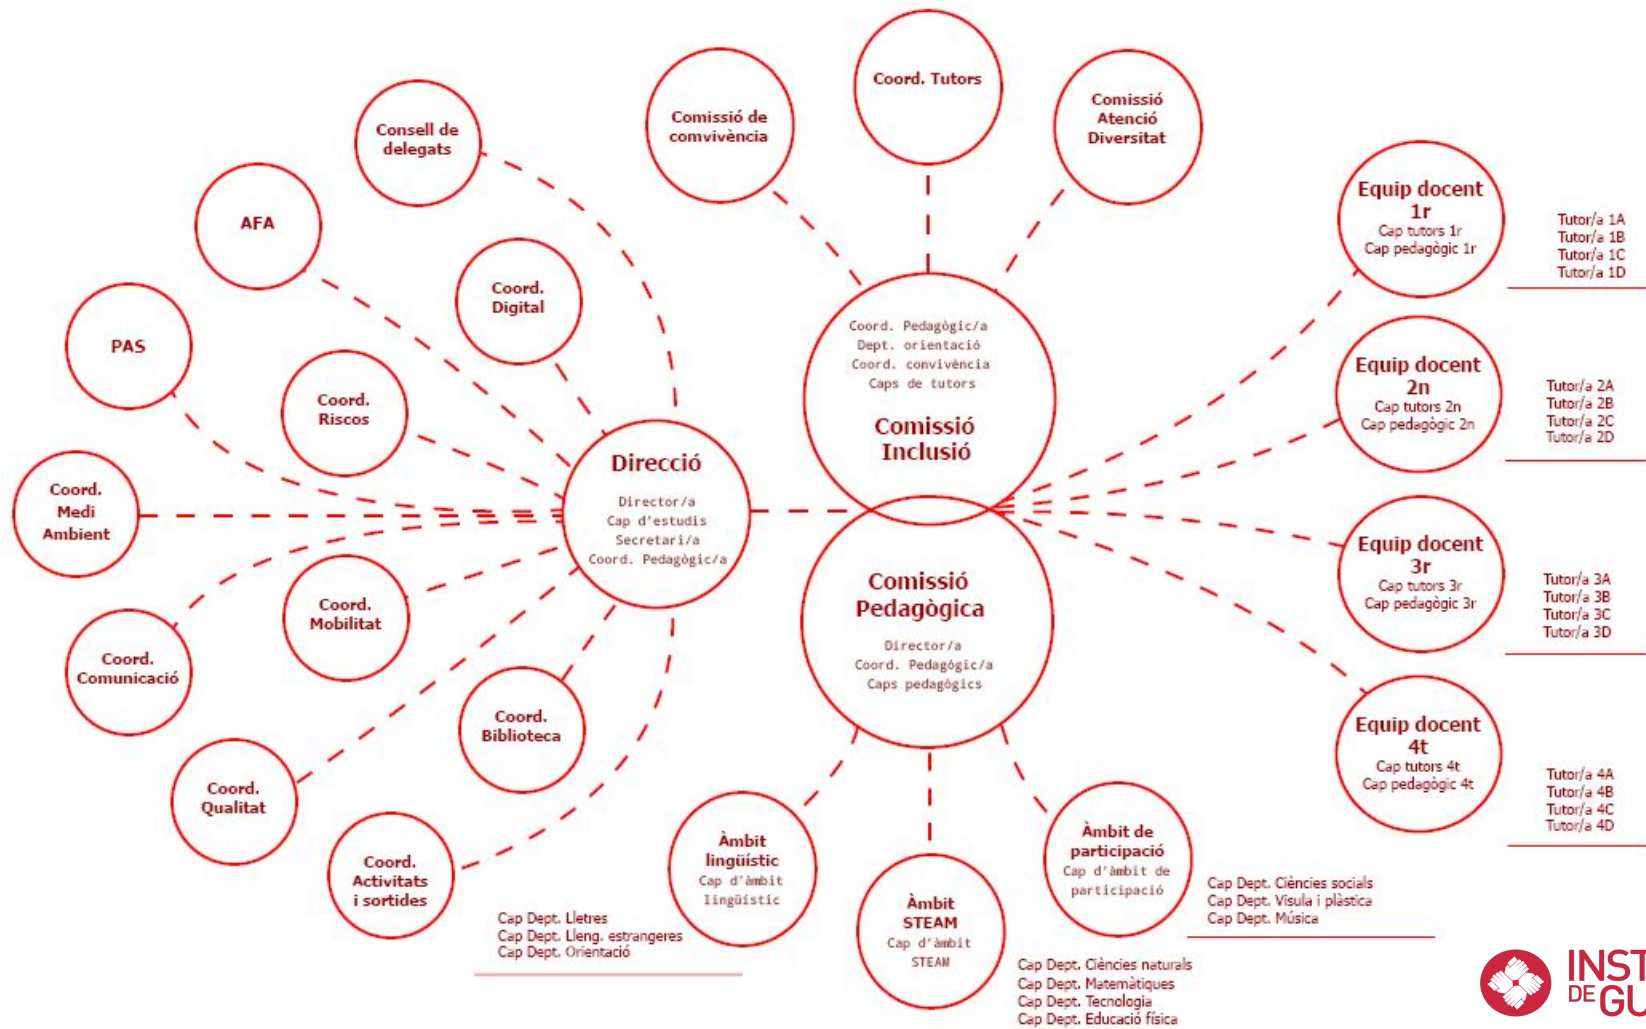 Coord. Tutors
Comissió de
comvivència
Comissió
Atenció
Diversitat
Consell de
delegats
AFA
Coord.
Digital
PAS
Coord.
Riscos
Coord.
Medi
Ambient
Coord.
Comunicació
Coord.
Mobilitat
Coord.
Qualitat
Coord.
Biblioteca
Coord.
Activitats
i sortides
Direcció
Director/a
Cap d'estudis
Secretari/a
Coord. Pedagògic/a
Coord. Pedagògic/a
Dept. orientació
Coord. convivència
Caps de tutors
Comissió
Inclusió
Comissió
Pedagògica
Director/a
Coord. Pedagògic/a
Caps pedagògics
Equip docent
1r
Cap tutors 1r
Cap pedagògic 1r
Tutor/a 1A
Tutor/a 1B
Tutor/a 1C
Tutor/a 1D
Equip docent
2n
Cap tutors 2n
Cap pedagògic 2n
Tutor/a 2A
Tutor/a 2B
Tutor/a 2C
Tutor/a 2D
Equip docent
3r
Cap tutors 3r
Cap pedagògic 3r
Tutor/a 3A
Tutor/a 3B
Tutor/a 3C
Tutor/a 3D
Equip docent
4t
Cap tutors 4t
Cap pedagògic 4t
Tutor/a 4A
Tutor/a 4B
Tutor/a 4C
Tutor/a 4D
Àmbit
lingüístic
Cap d'àmbit
lingüístic
Cap Dept. Lletres
Cap Dept. Lleng. estrangeres
Cap Dept. Orientació
Àmbit
STEAM
Cap d'àmbit
STEAM
Cap Dept. Ciències naturals
Cap Dept. Matemàtiques
Cap Dept. Tecnologia
Cap Dept. Educació física
Àmbit de
participació
Cap d'àmbit de
participació
Cap Dept. Ciències socials
Cap Dept. Visula i plàstica
Cap Dept. Música
INST
DE GU